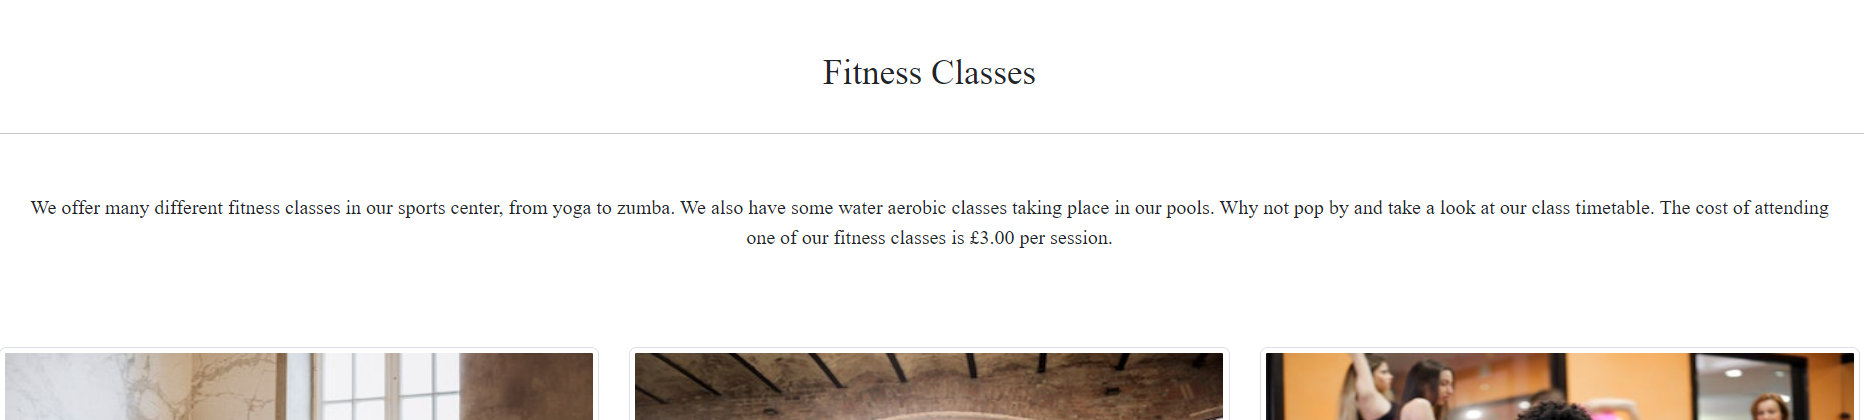 Fitness Classes
We offer many different fitness classes in our sports center, from yoga to zumba. We also have some water aerobic classes taking place in our pools. Why not pop by and take a look at our class timetable. The cost of attending
one of our fitness classes is £3.00 per session.